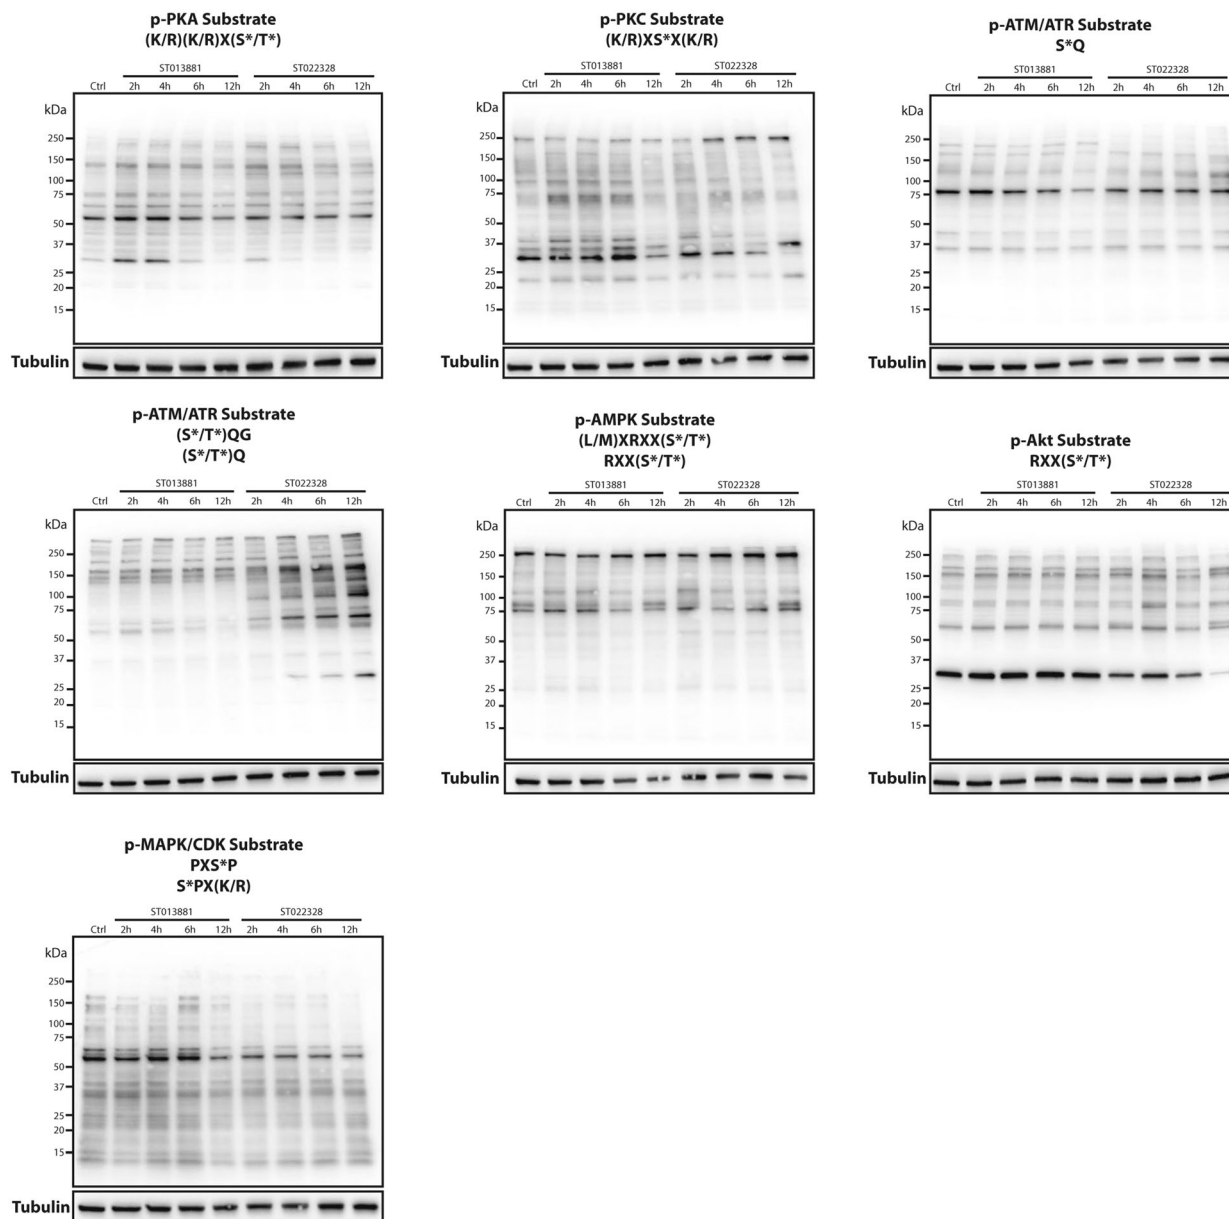 p-PKA Substrate
(K/R)(K/R)X(S*/T*)
ST013881 ST022328
Ctrl 2h 4h 6h 12h 2h 4h 6h 12h
kDa
250
150
100
75
50
37
25
20
15
Tubulin
p-PKC Substrate
(K/R)XS*X(K/R)
ST013881 ST022328
Ctrl 2h 4h 6h 12h 2h 4h 6h 12h
kDa
250
150
100
75
50
37
25
20
15
Tubulin
p-ATM/ATR Substrate
S*Q
ST013881 ST022328
Ctrl 2h 4h 6h 12h 2h 4h 6h 12h
kDa
250
150
100
75
50
37
25
20
15
Tubulin
p-ATM/ATR Substrate
(S*/T*)QG
(S*/T*)Q
ST013881 ST022328
Ctrl 2h 4h 6h 12h 2h 4h 6h 12h
kDa
250
150
100
75
50
37
25
20
15
Tubulin
p-AMPK Substrate
(L/M)XRXX(S*/T*)
RXX(S*/T*)
ST013881 ST022328
Ctrl 2h 4h 6h 12h 2h 4h 6h 12h
kDa
250
150
100
75
50
37
25
20
15
Tubulin
p-Akt Substrate
RXX(S*/T*)
ST013881 ST022328
Ctrl 2h 4h 6h 12h 2h 4h 6h 12h
kDa
250
150
100
75
50
37
25
20
15
Tubulin
p-MAPK/CDK Substrate
PXS*P
S*PX(K/R)
ST013881 ST022328
Ctrl 2h 4h 6h 12h 2h 4h 6h 12h
kDa
250
150
100
75
50
37
25
20
15
Tubulin